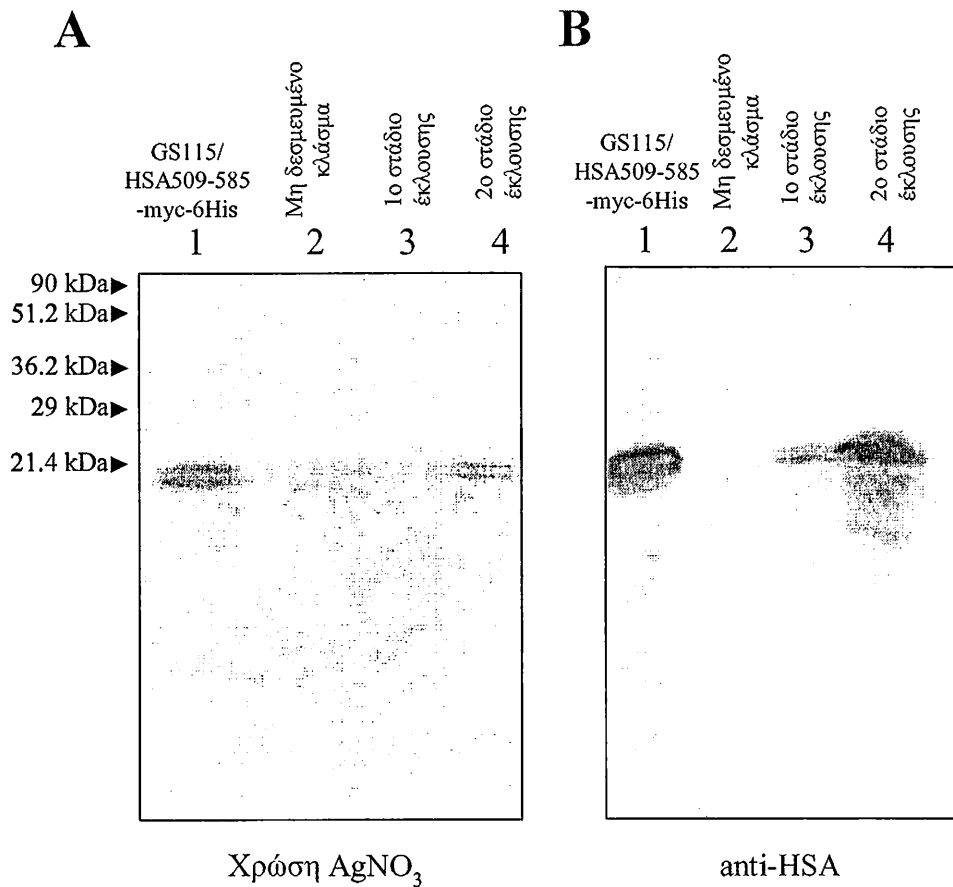 A
GS115/
HSA509-585
-myc-6His
Μη δεσμευμένο
κλάσμα
1ο στάδιο
έκλουσης
2ο στάδιο
έκλουσης
1
2
3
4
90 kDa
51.2 kDa
36.2 kDa
29 kDa
21.4 kDa
Χρώση AgNO3
B
GS115/
HSA509-585
-myc-6His
Μη δεσμευμένο
κλάσμα
1ο στάδιο
έκλουσης
2ο στάδιο
έκλουσης
1
2
3
4
anti-HSA